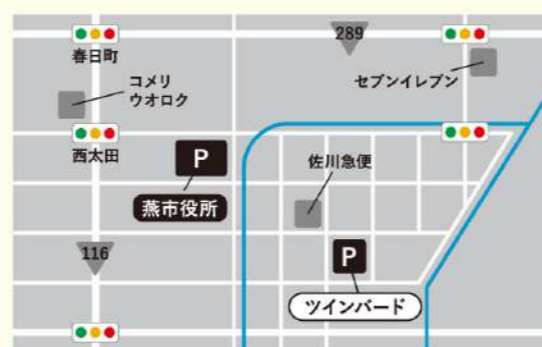 289
春日町
セブンイレブン
コメリ
ウオロク
西太田
P
佐川急便
燕市役所
116
P
ツインバード